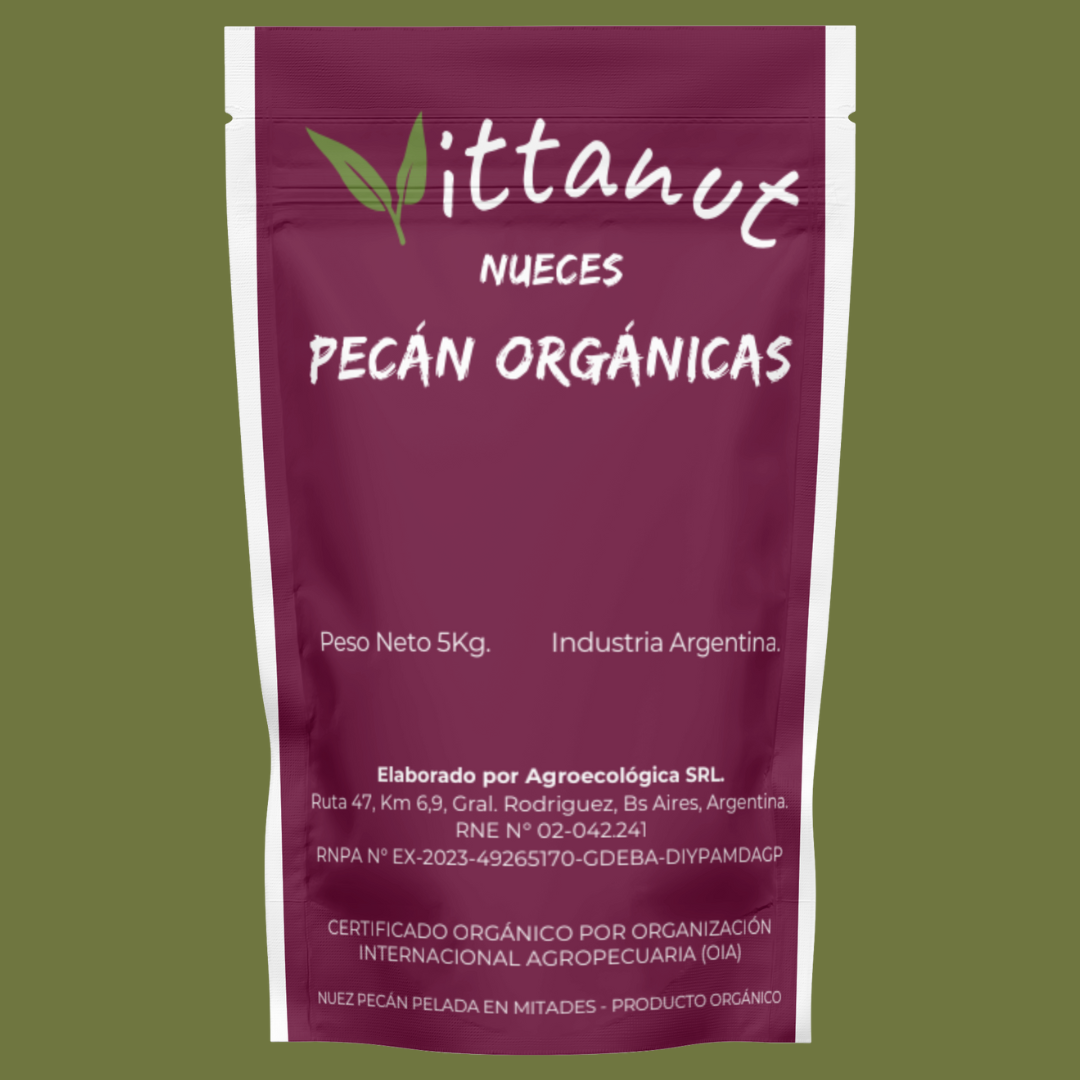 Vittanut
NUECES
PECÁN ORGÁNICAS
Peso Neto 5Kg. Industria Argentina.
Elaborado por Agroecológica SRL.
Ruta 47, Km 6,9, Gral. Rodriguez, Bs Aires, Argentina.
RNE Nº 02-042.241
RNPA Nº EX-2023-49265170-GDEBA-DIYPAMDAGP
CERTIFICADO ORGÁNICO POR ORGANIZACIÓN
INTERNACIONAL AGROPECUARIA (OIA)
NUEZ PECÁN PELADA EN MITADES - PRODUCTO ORGÁNICO